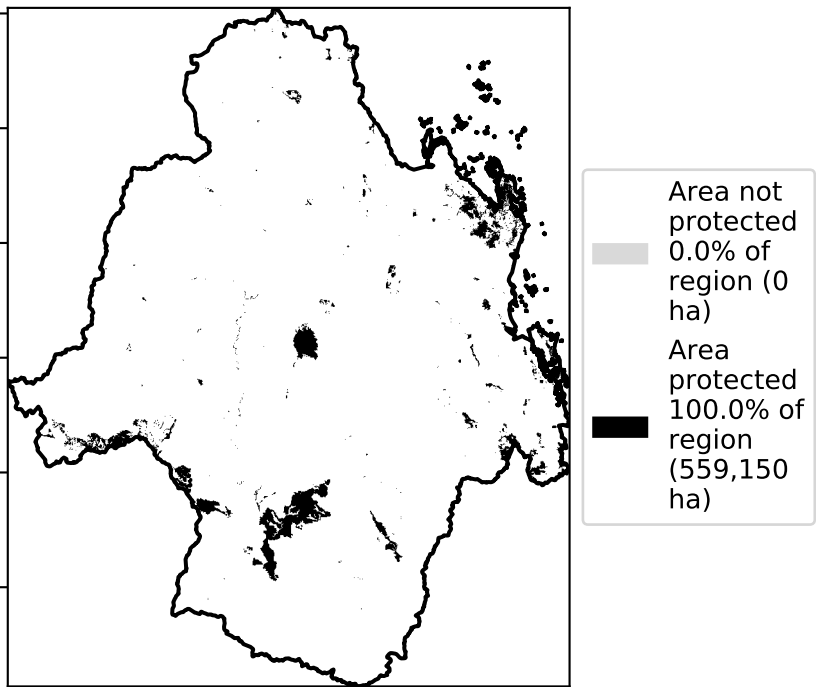 Area not
protected
0.0% of
region (0
ha)
Area
protected
100.0% of
region
(559,150
ha)